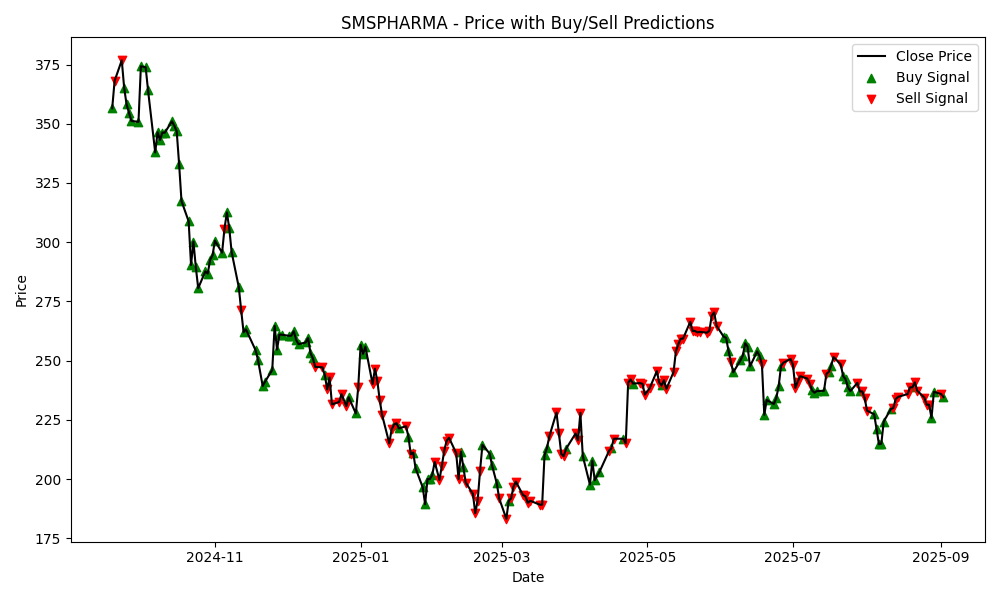 SMSPHARMA - Price with Buy/Sell Predictions
Close Price
Buy Signal
Sell Signal
Price
375
350
325
300
275
250
225
200
175
2024-11
2025-01
2025-03
2025-05
2025-07
2025-09
Date